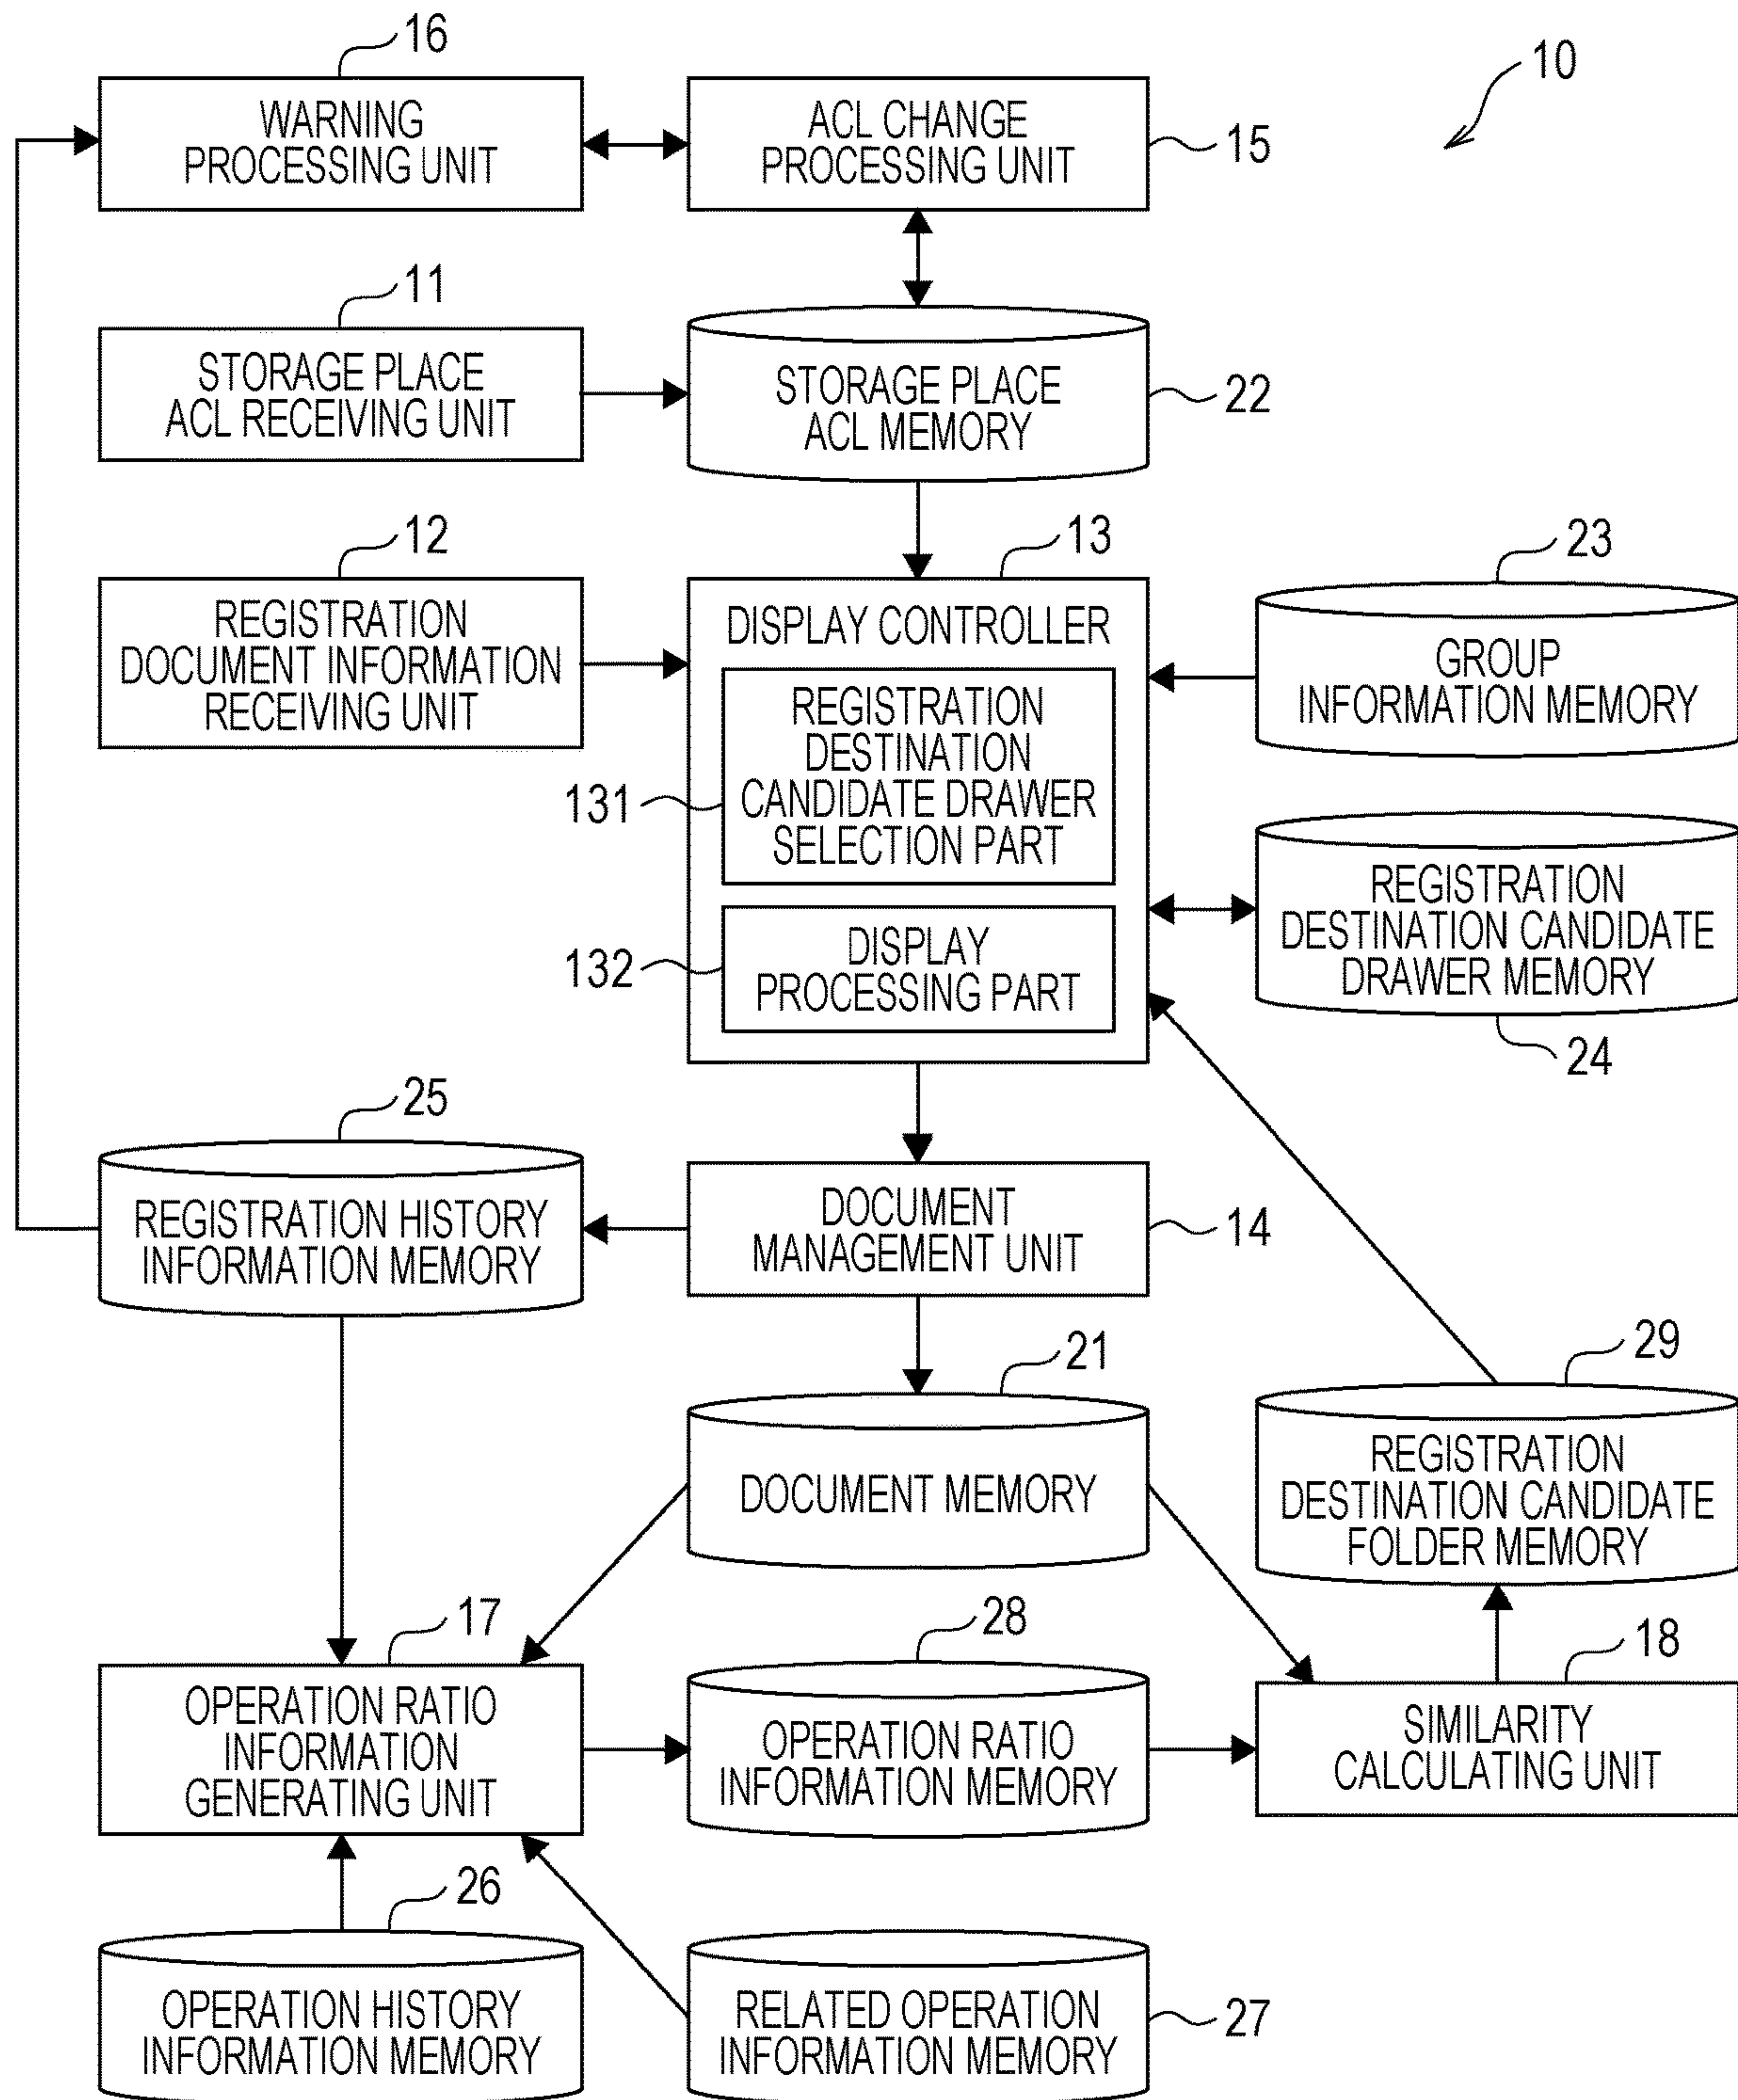 16
10
WARNING
PROCESSING UNIT
ACL CHANGE
PROCESSING UNIT
15
11
STORAGE PLACE
ACL RECEIVING UNIT
STORAGE PLACE
ACL MEMORY
22
12
REGISTRATION
DOCUMENT INFORMATION
RECEIVING UNIT
13
DISPLAY CONTROLLER
23
GROUP
INFORMATION MEMORY
131
REGISTRATION
DESTINATION
CANDIDATE DRAWER
SELECTION PART
132
DISPLAY
PROCESSING PART
REGISTRATION
DESTINATION CANDIDATE
DRAWER MEMORY
24
25
REGISTRATION HISTORY
INFORMATION MEMORY
DOCUMENT
MANAGEMENT UNIT
14
21
DOCUMENT MEMORY
29
REGISTRATION
DESTINATION CANDIDATE
FOLDER MEMORY
17
OPERATION RATIO
INFORMATION
GENERATING UNIT
28
OPERATION RATIO
INFORMATION MEMORY
18
SIMILARITY
CALCULATING UNIT
26
OPERATION HISTORY
INFORMATION MEMORY
RELATED OPERATION
INFORMATION MEMORY
27